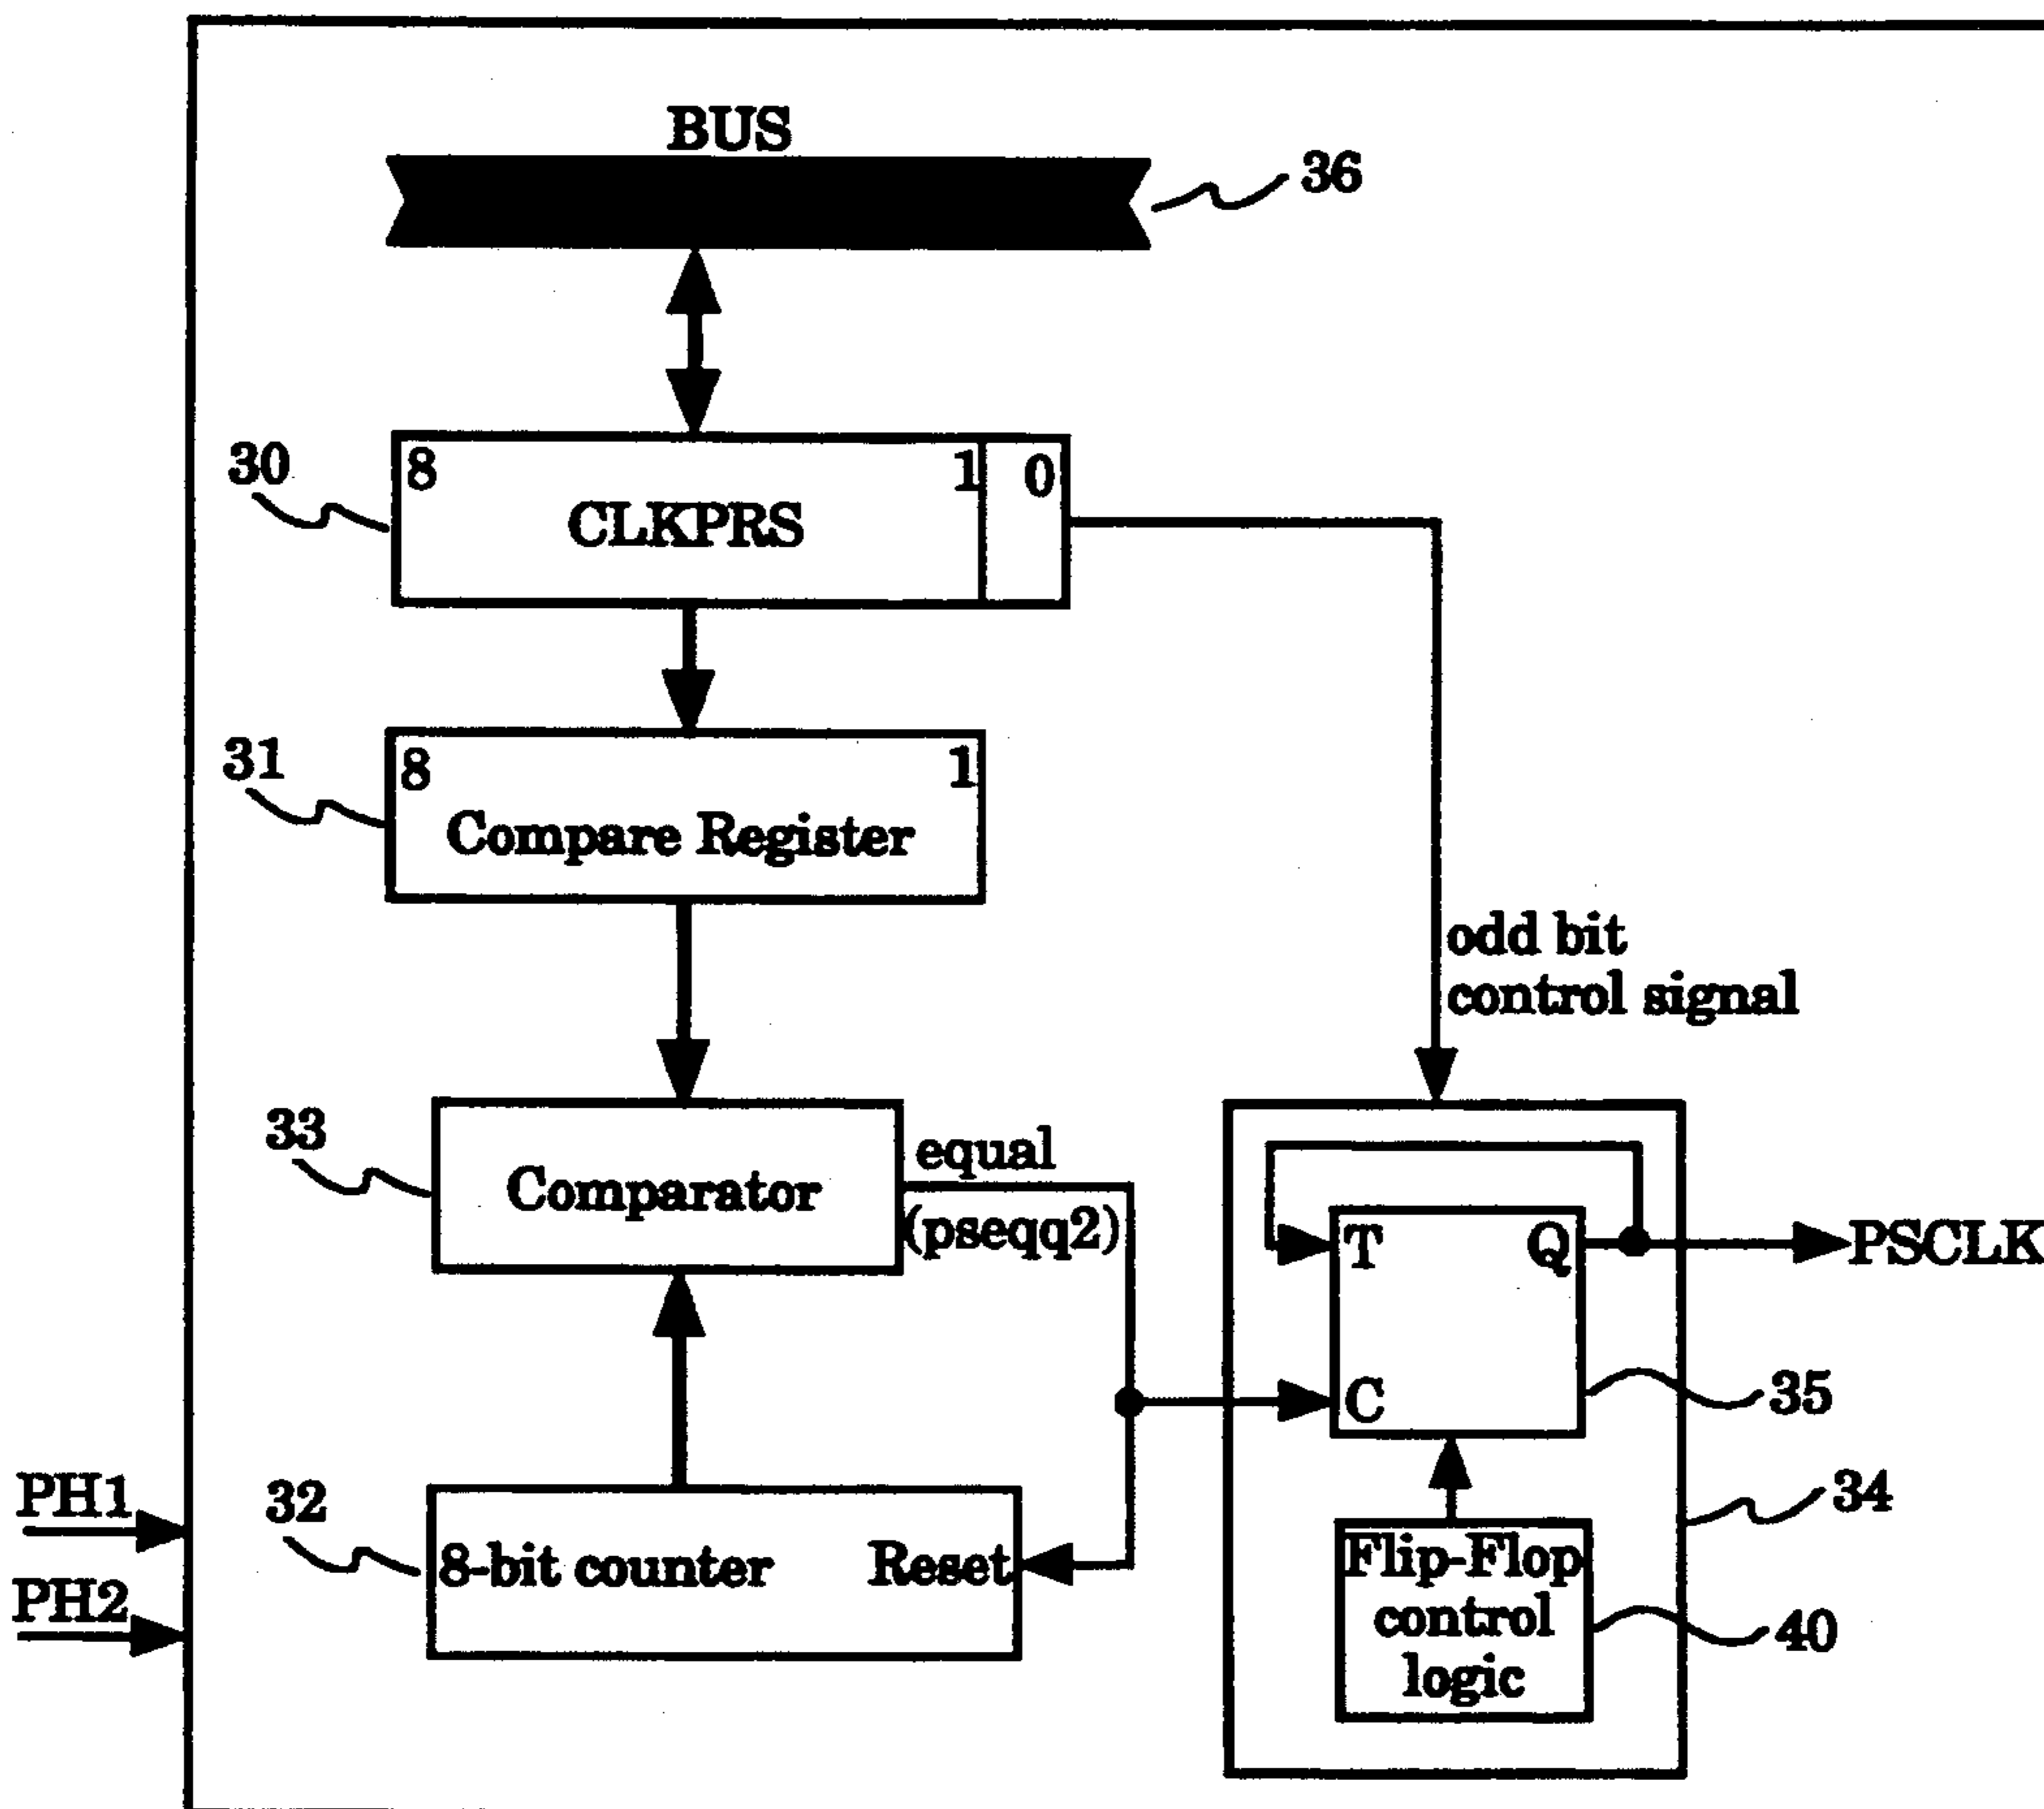 BUS
36
30
8 1 0
CLKPRS
31
8 1
Compare Register
odd bit
control signal
33
Comparator
equal
(pseqq2)
T Q
PSCLK
C
35
PH1
PH2
32
8-bit counter Reset
34
Flip-Flop
control
logic
40